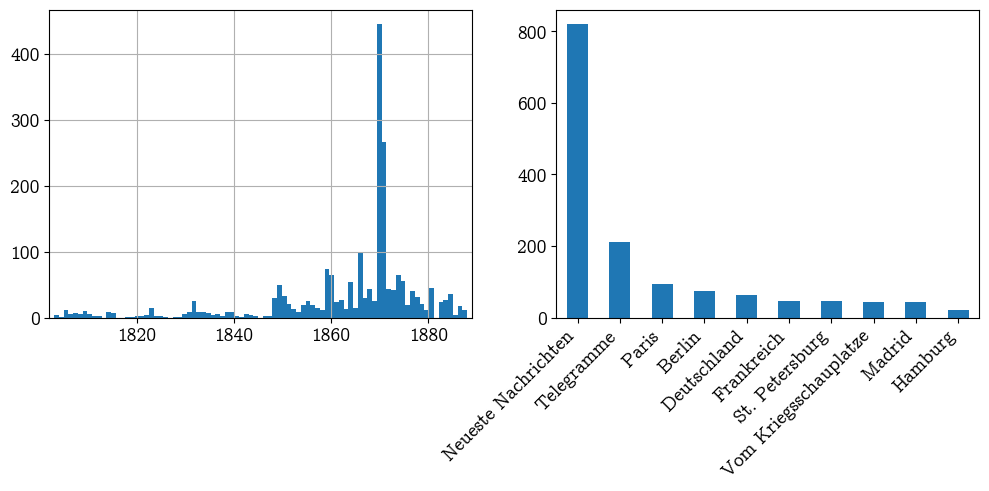 400
300
200
100
0
1820 1840 1860 1880
800
600
400
200
0
Neueste Nachrichten
Telegramme
Paris
Berlin
Deutschland
Frankreich
St. Petersburg
Vom Kriegsschauplatze
Madrid
Hamburg